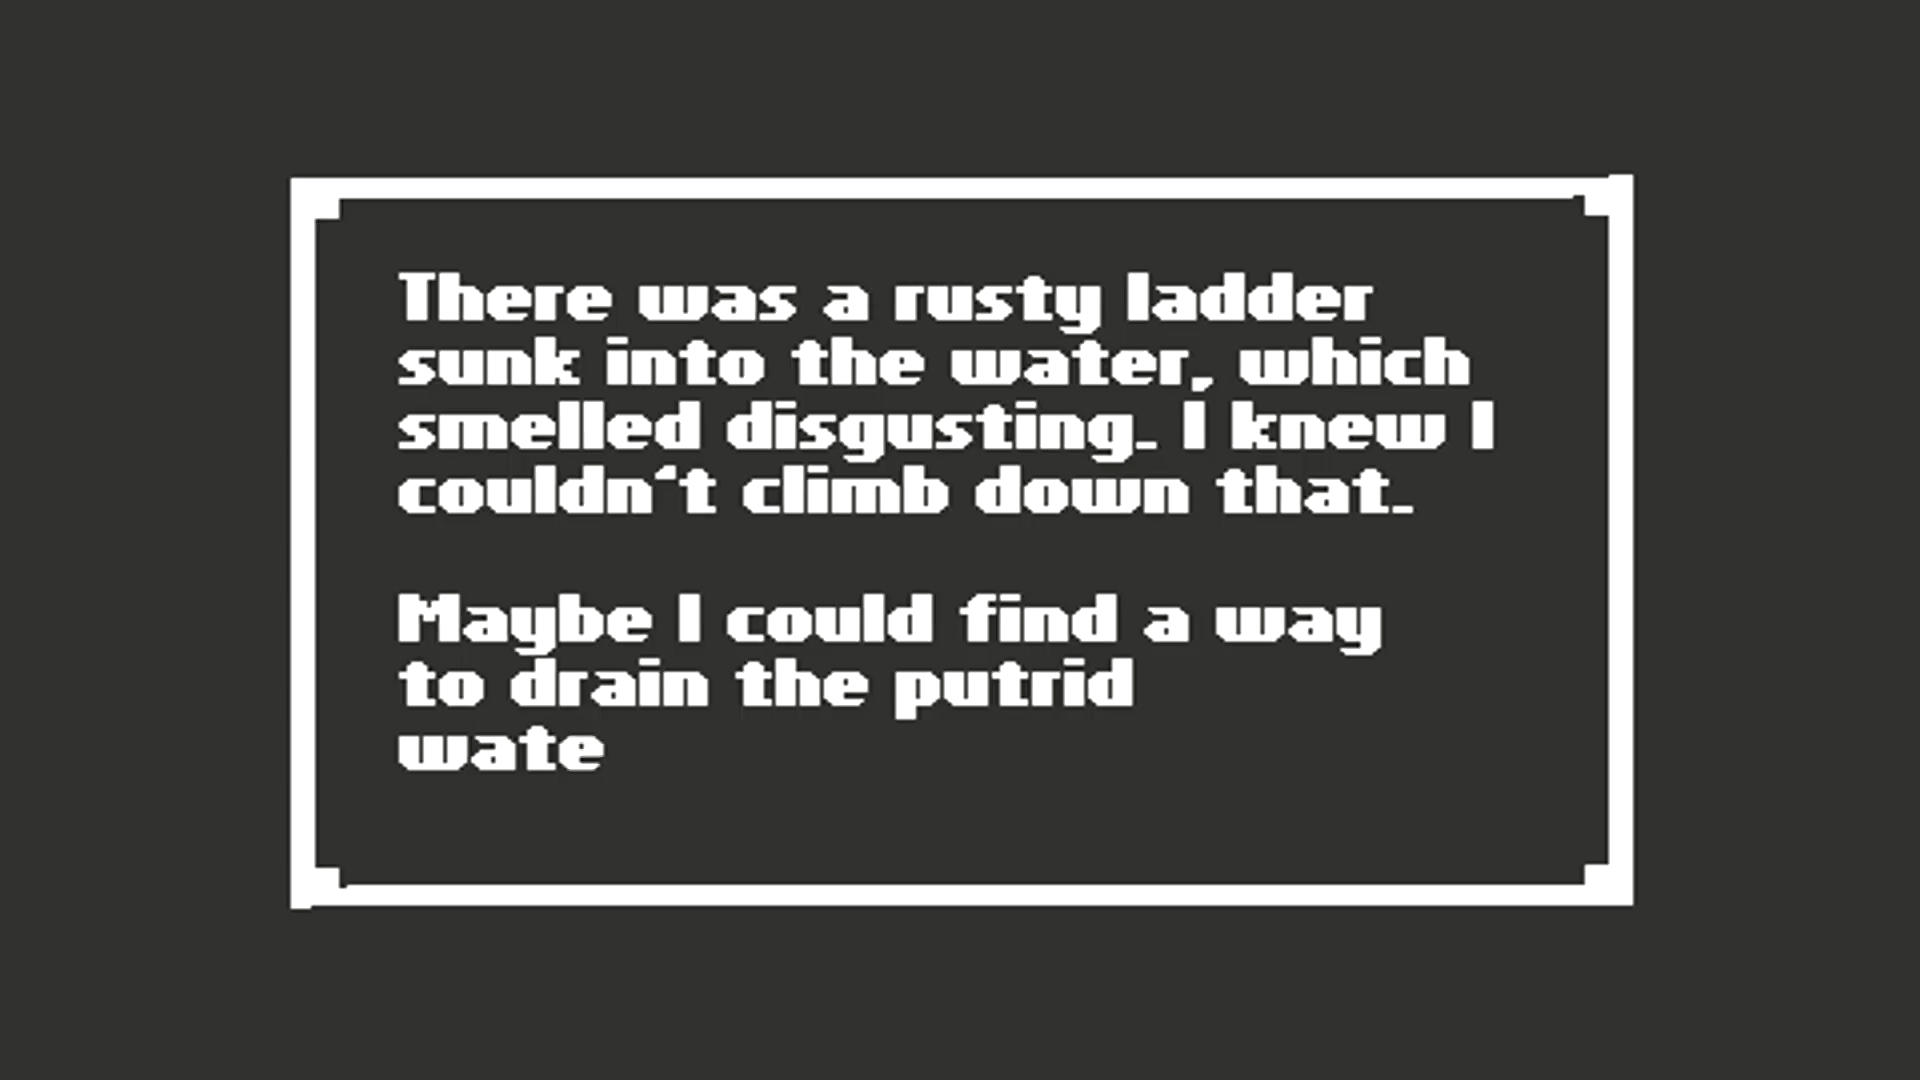 There was a rusty ladder
sunk into the water, which
smelled disgusting. I knew I
couldn't climb down that.
Maybe I could find a way
to drain the putrid
wate